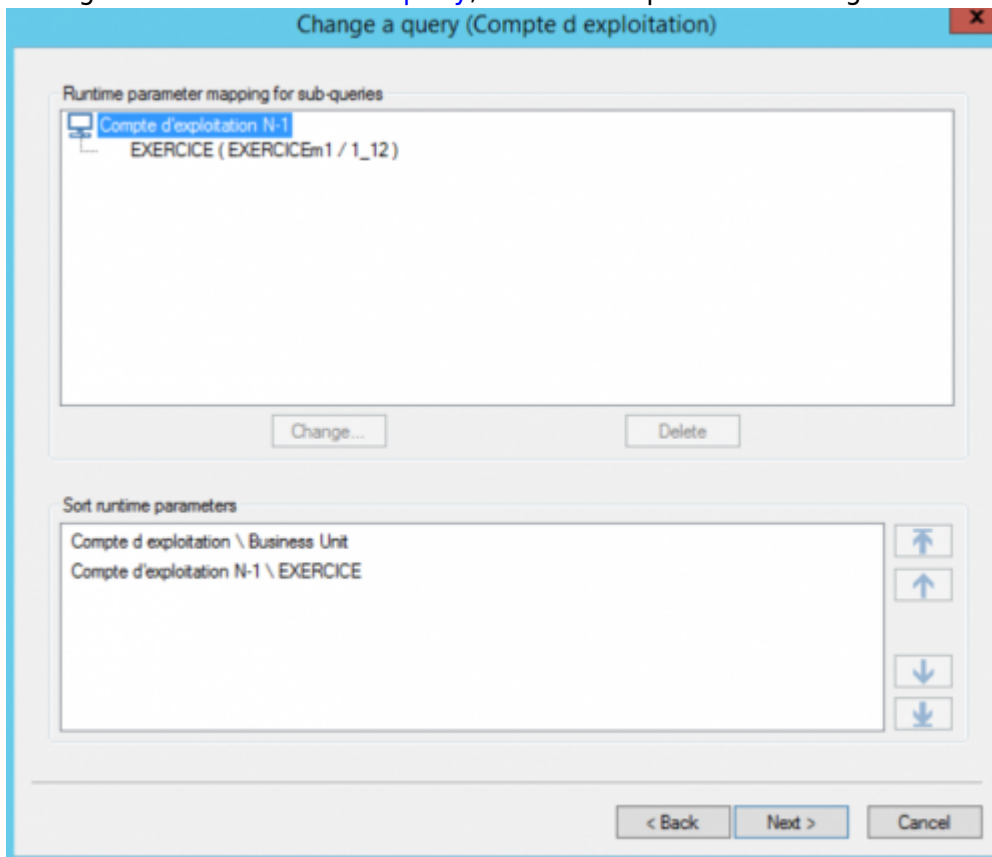 Change a query (Compte d exploitation)
x
Runtime parameter mapping for sub-queries
Compte d'exploitation N-1
EXERCICE ( EXERCICEm1 / 1_12 )
Change...
Delete
Sort runtime parameters
Compte d exploitation \ Business Unit
Compte d'exploitation N-1 \ EXERCICE
< Back
Next >
Cancel